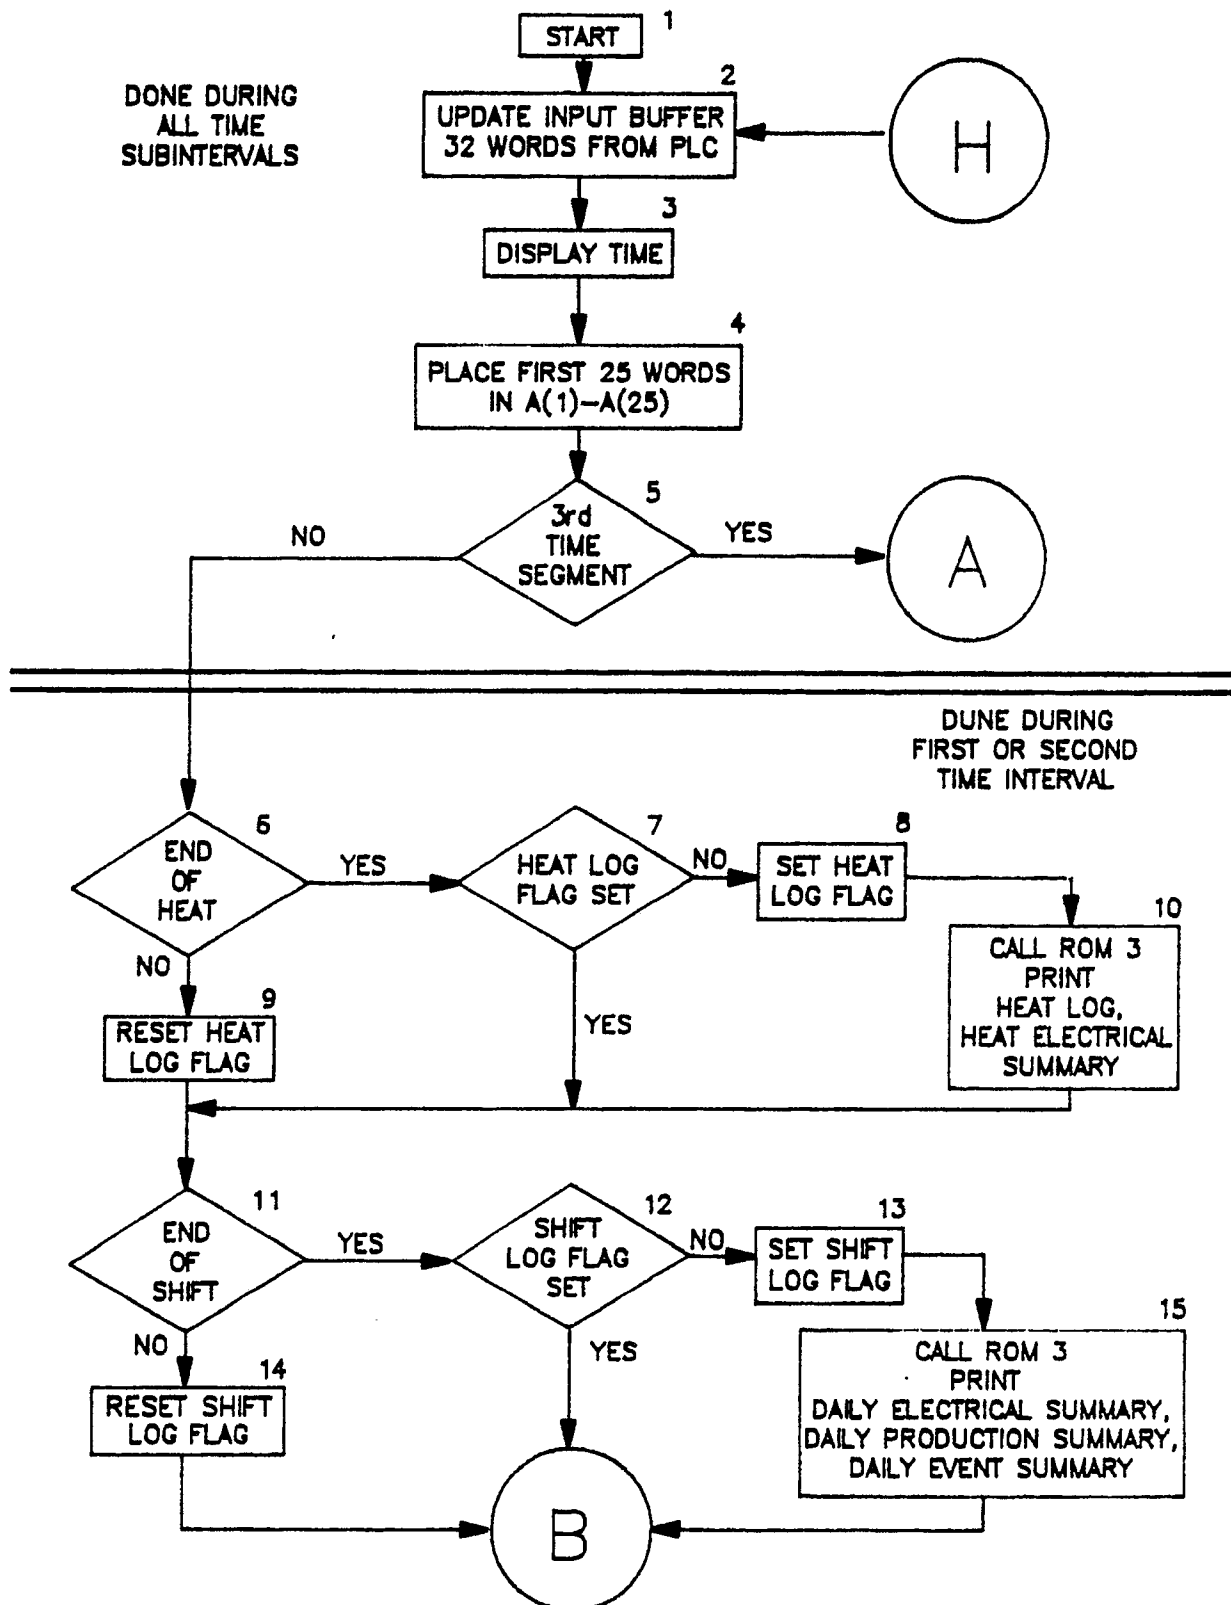 1
START
2
DONE DURING
ALL TIME
SUBINTERVALS
UPDATE INPUT BUFFER
32 WORDS FROM PLC
H
3
DISPLAY TIME
4
PLACE FIRST 25 WORDS
IN A(1)-A(25)
5
3rd
TIME
SEGMENT
NO
YES
A
DUNE DURING
FIRST OR SECOND
TIME INTERVAL
6
END
OF
HEAT
YES
7
HEAT LOG
FLAG SET
NO
8
SET HEAT
LOG FLAG
10
CALL ROM 3
PRINT
HEAT LOG,
HEAT ELECTRICAL
SUMMARY
NO
9
RESET HEAT
LOG FLAG
YES
11
END
OF
SHIFT
YES
12
SHIFT
LOG FLAG
SET
NO
13
SET SHIFT
LOG FLAG
15
CALL ROM 3
PRINT
DAILY ELECTRICAL SUMMARY,
DAILY PRODUCTION SUMMARY,
DAILY EVENT SUMMARY
NO
14
RESET SHIFT
LOG FLAG
YES
B